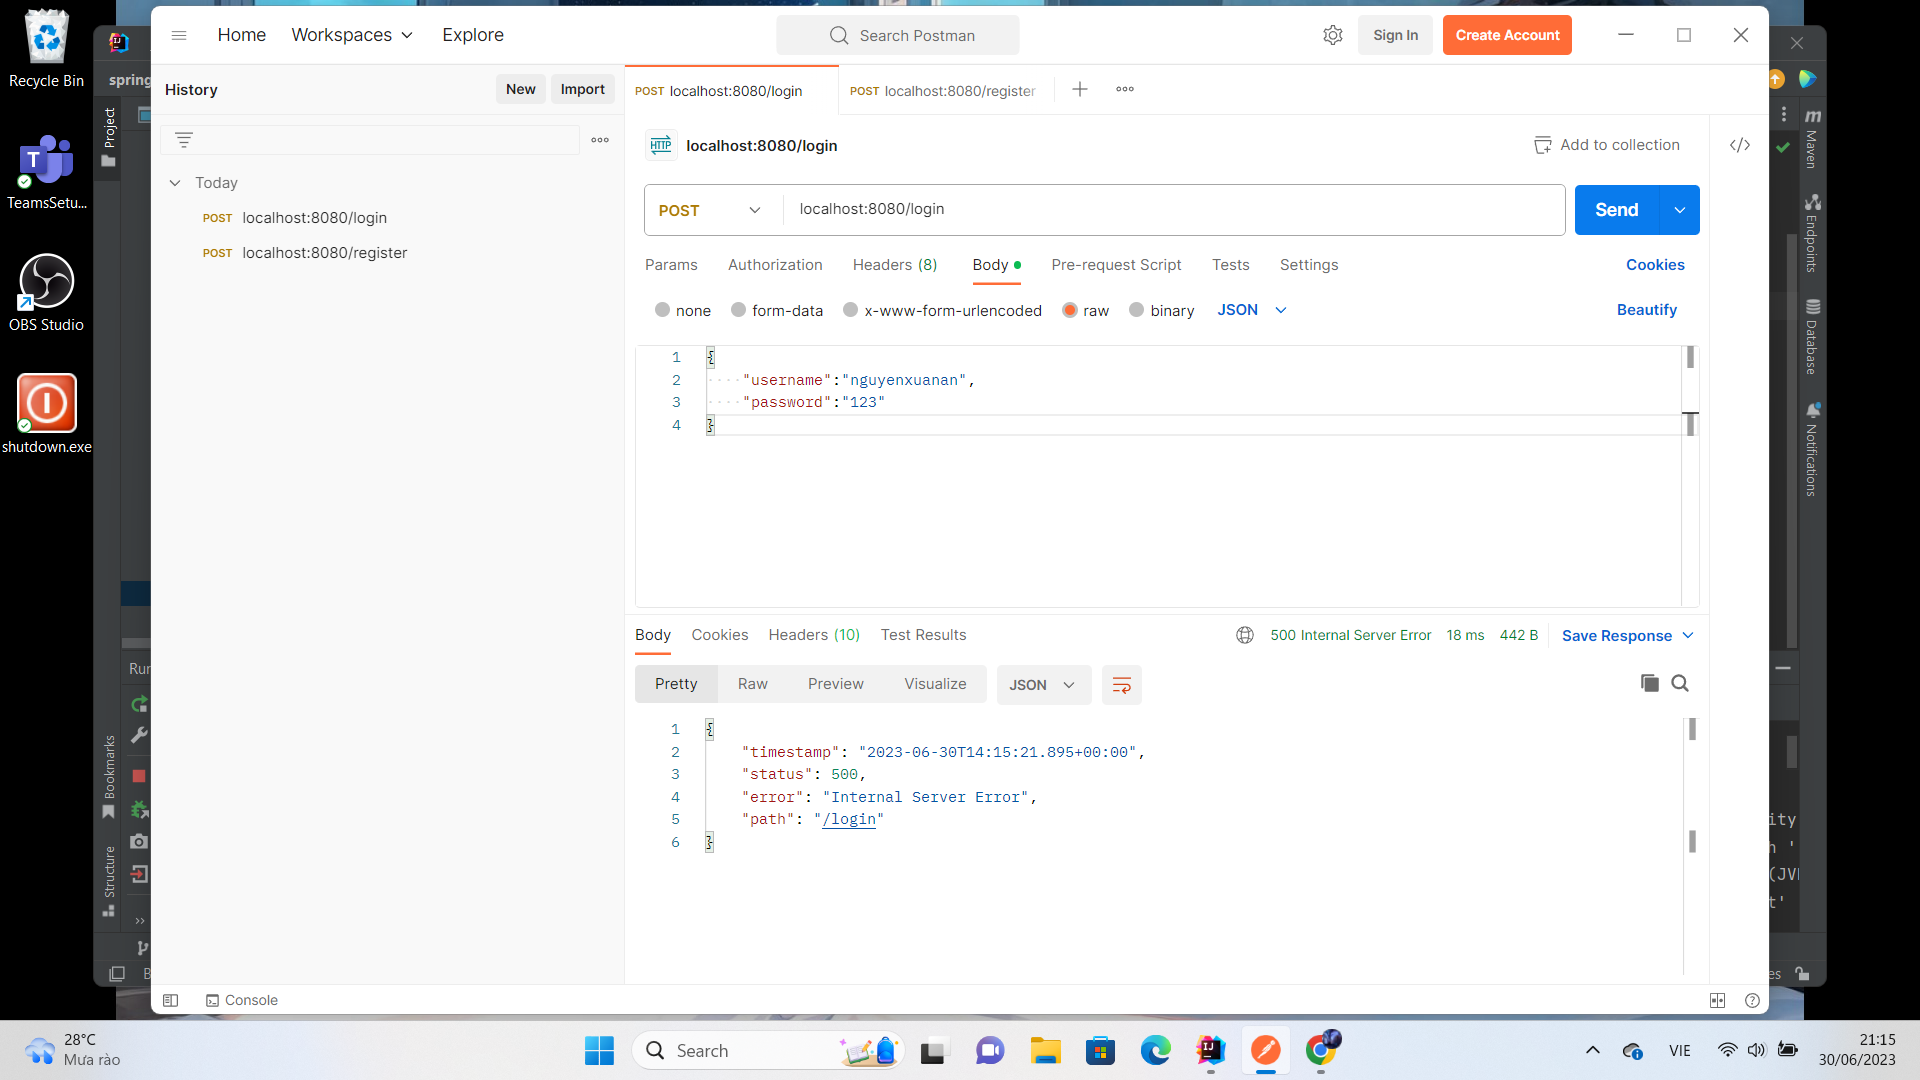 Recycle Bin
TeamsSetu...
OBS Studio
shutdown.exe
spring
Project
Bookmarks
Structure
Run
Home
Workspaces
Explore
Search Postman
Sign In
Create Account
History
New
Import
POST localhost:8080/login
POST localhost:8080/register
Today
POST localhost:8080/login
POST localhost:8080/register
HTTP
localhost:8080/login
Add to collection
POST
localhost:8080/login
Send
Params
Authorization
Headers (8)
Body
Pre-request Script
Tests
Settings
Cookies
none
form-data
x-www-form-urlencoded
raw
binary
JSON
Beautify
1 {
2 "username":"nguyenxuanan",
3 "password":"123"
4 }
Body
Cookies
Headers (10)
Test Results
500 Internal Server Error
18 ms
442 B
Save Response
Pretty
Raw
Preview
Visualize
JSON
1 {
2 "timestamp": "2023-06-30T14:15:21.895+00:00",
3 "status": 500,
4 "error": "Internal Server Error",
5 "path": "/login"
6 }
Console
Maven
Endpoints
Database
Notifications
ity
n '
(JV
t'
es
28°C
Mưa rào
Search
VIE
21:15
30/06/2023